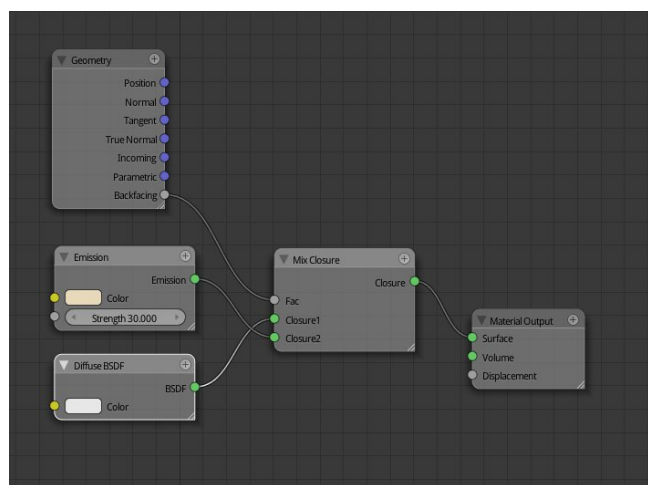 Geometry
Position
Normal
Tangent
True Normal
Incoming
Parametric
Backfacing
Emission
Emission
Color
Strength 30.000
Diffuse BSDF
BSDF
Color
Mix Closure
Closure
Fac
Closure1
Closure2
Material Output
Surface
Volume
Displacement